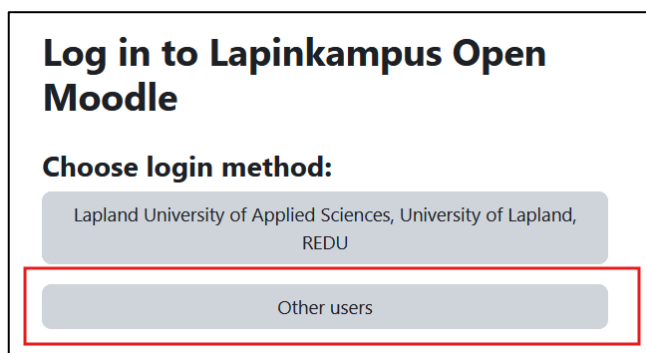 Log in to Lapinkampus Open
Moodle
Choose login method:
Lapland University of Applied Sciences, University of Lapland,
REDU
Other users